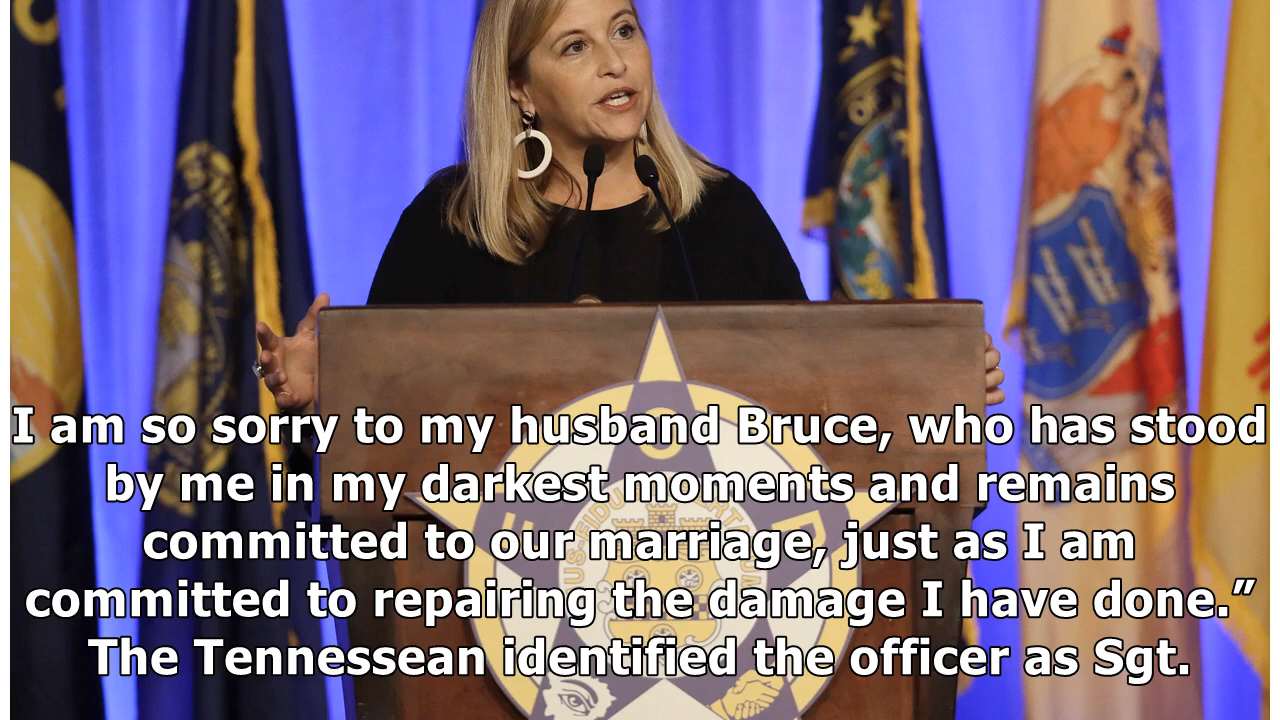 I am so sorry to my husband Bruce, who has stood
by me in my darkest moments and remains
committed to our marriage, just as I am
committed to repairing the damage I have done.”
The Tennessean identified the officer as Sgt.